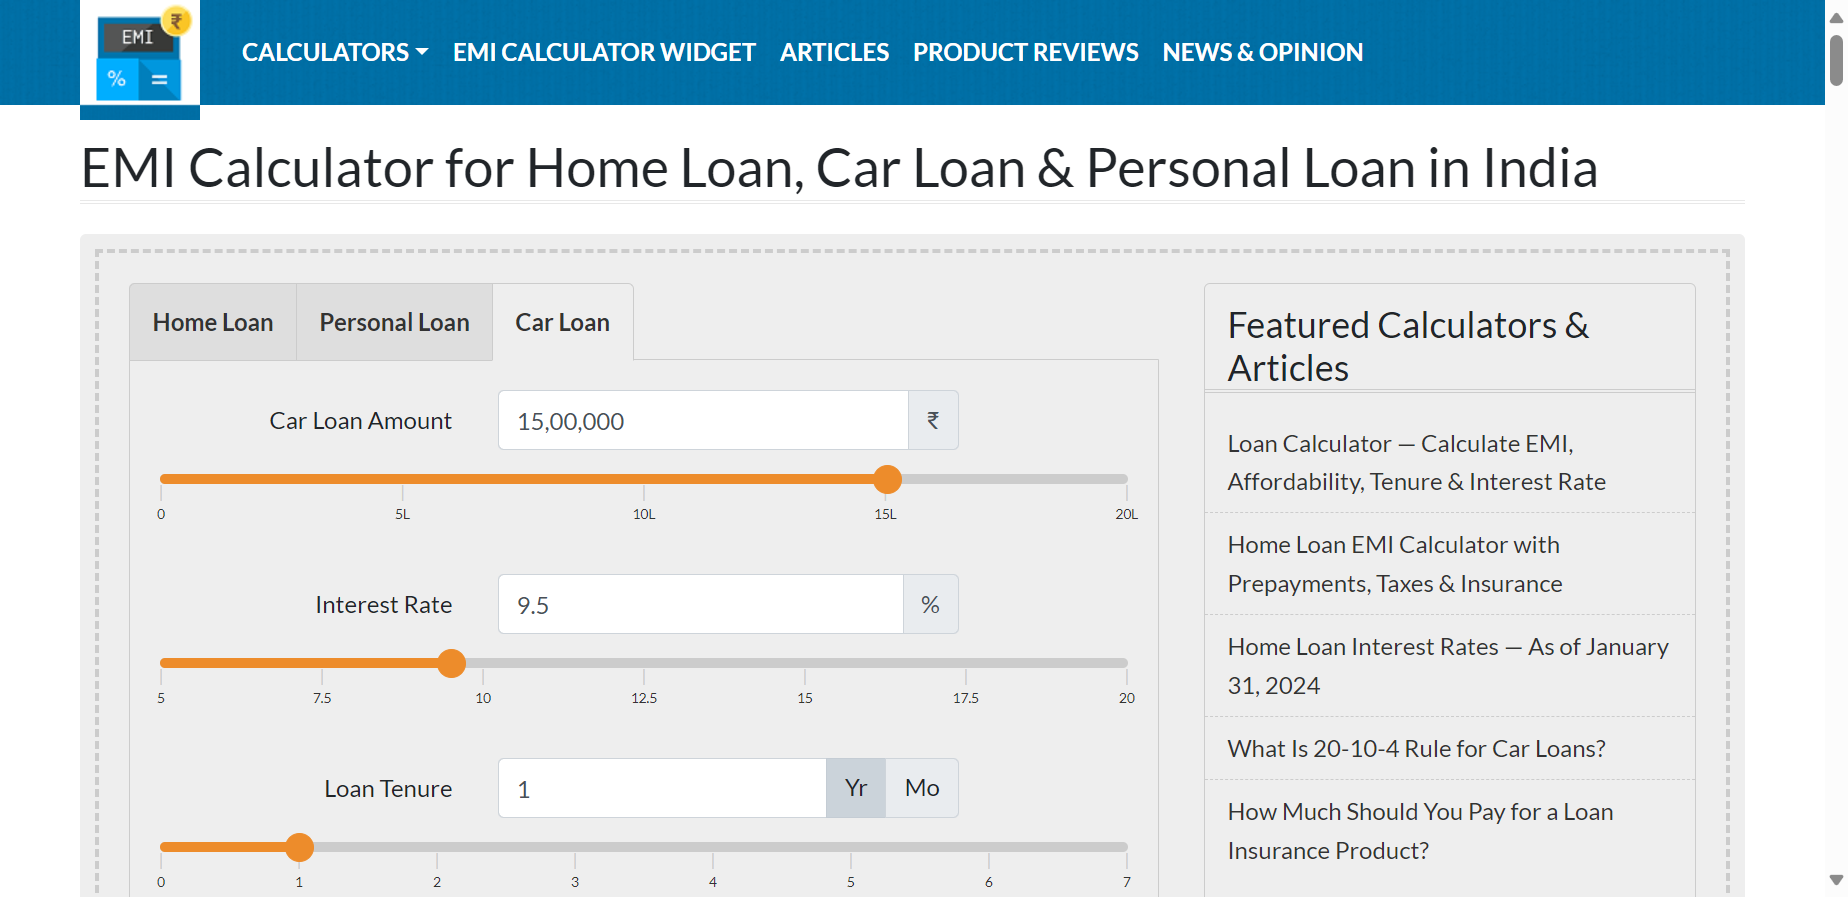 EMI
₹
%
=
CALCULATORS EMI CALCULATOR WIDGET ARTICLES PRODUCT REVIEWS NEWS & OPINION
EMI Calculator for Home Loan, Car Loan & Personal Loan in India
Home Loan Personal Loan Car Loan
Car Loan Amount 15,00,000 ₹
0 5L 10L 15L 20L
Interest Rate 9.5 %
5 7.5 10 12.5 15 17.5 20
Loan Tenure 1 Yr Mo
0 1 2 3 4 5 6 7
Featured Calculators &
Articles
Loan Calculator — Calculate EMI,
Affordability, Tenure & Interest Rate
Home Loan EMI Calculator with
Prepayments, Taxes & Insurance
Home Loan Interest Rates — As of January
31, 2024
What Is 20-10-4 Rule for Car Loans?
How Much Should You Pay for a Loan
Insurance Product?